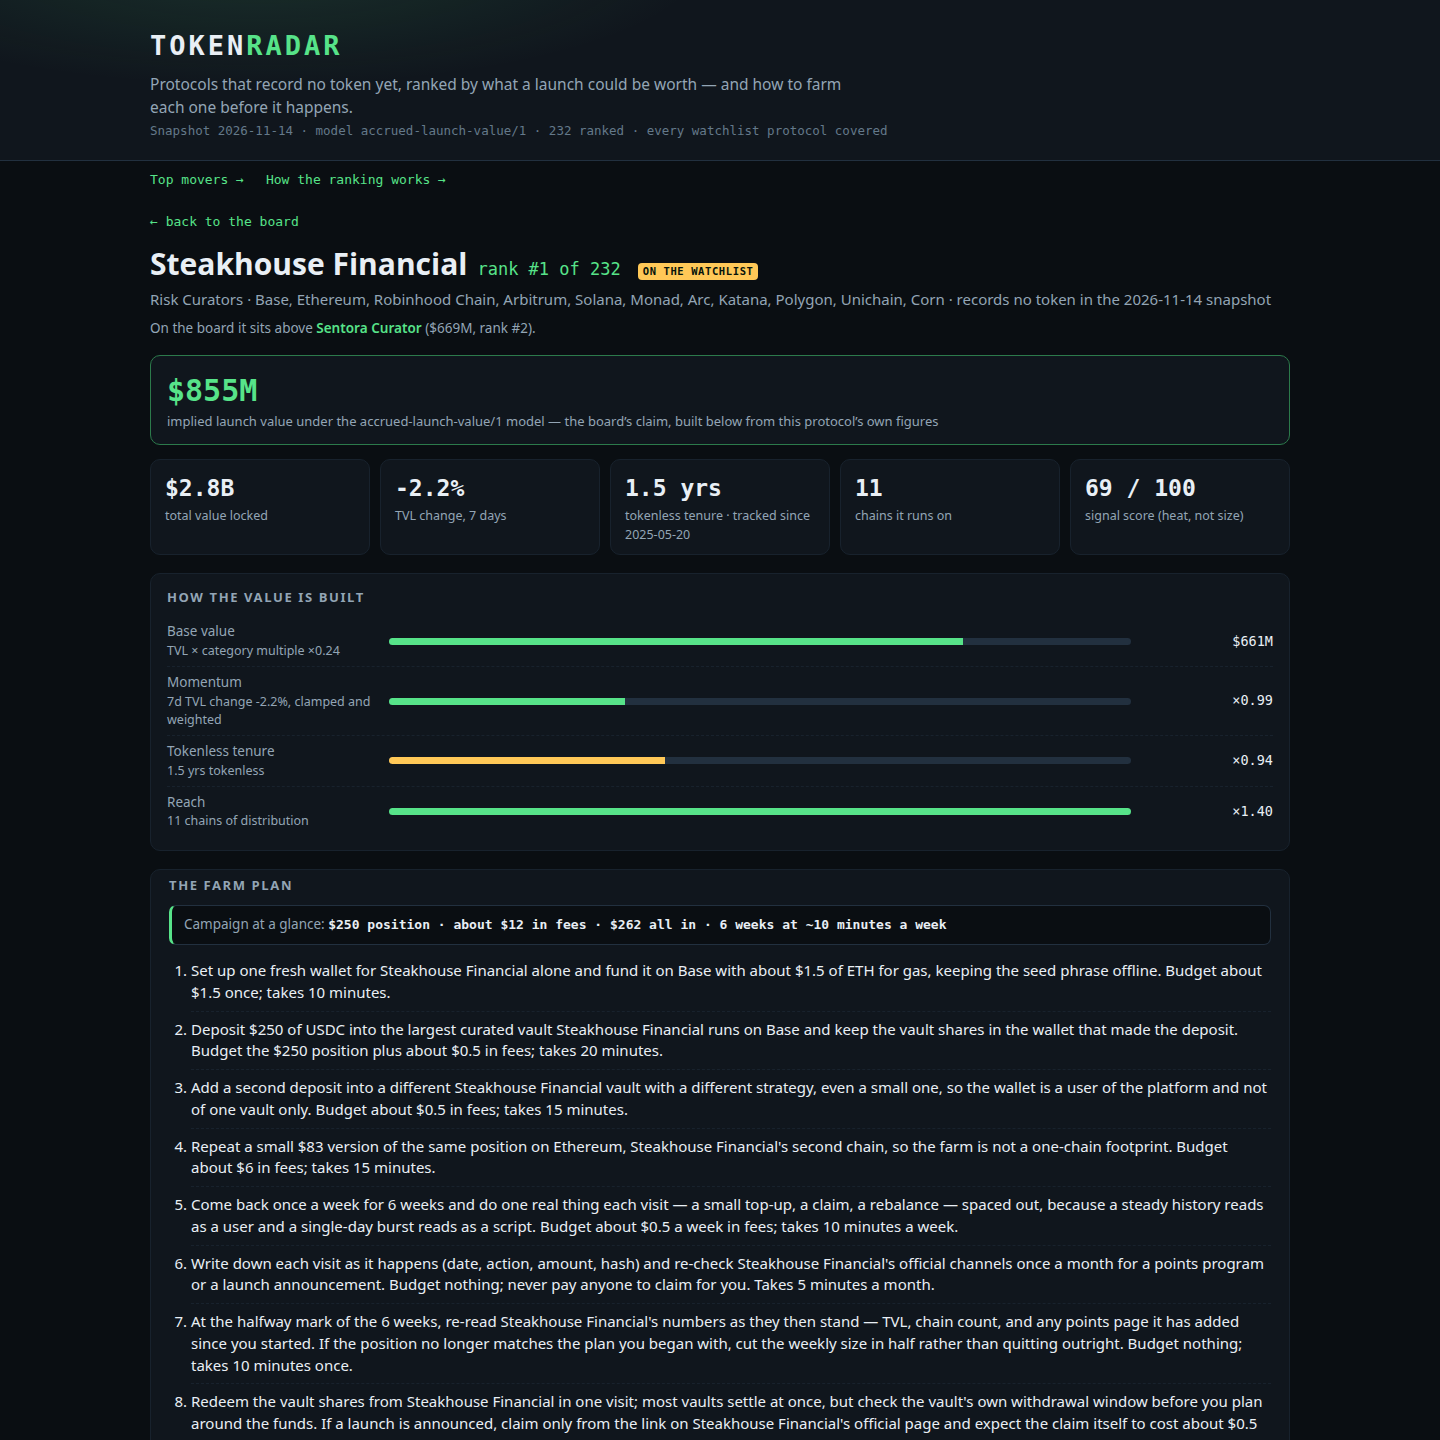 TOKENRADAR
Protocols that record no token yet, ranked by what a launch could be worth — and how to farm
each one before it happens.
Snapshot 2026-11-14 · model accrued-launch-value/1 · 232 ranked · every watchlist protocol covered
Top movers → How the ranking works →
← back to the board
Steakhouse Financial rank #1 of 232 ON THE WATCHLIST
Risk Curators · Base, Ethereum, Robinhood Chain, Arbitrum, Solana, Monad, Arc, Katana, Polygon, Unichain, Corn · records no token in the 2026-11-14 snapshot
On the board it sits above Sentora Curator ($669M, rank #2).
$855M
implied launch value under the accrued-launch-value/1 model — the board’s claim, built below from this protocol’s own figures
$2.8B
total value locked
-2.2%
TVL change, 7 days
1.5 yrs
tokenless tenure · tracked since
2025-05-20
11
chains it runs on
69 / 100
signal score (heat, not size)
HOW THE VALUE IS BUILT
Base value
TVL × category multiple ×0.24
$661M
Momentum
7d TVL change -2.2%, clamped and
weighted
×0.99
Tokenless tenure
1.5 yrs tokenless
×0.94
Reach
11 chains of distribution
×1.40
THE FARM PLAN
Campaign at a glance: $250 position · about $12 in fees · $262 all in · 6 weeks at ~10 minutes a week
1. Set up one fresh wallet for Steakhouse Financial alone and fund it on Base with about $1.5 of ETH for gas, keeping the seed phrase offline. Budget about
$1.5 once; takes 10 minutes.
2. Deposit $250 of USDC into the largest curated vault Steakhouse Financial runs on Base and keep the vault shares in the wallet that made the deposit.
Budget the $250 position plus about $0.5 in fees; takes 20 minutes.
3. Add a second deposit into a different Steakhouse Financial vault with a different strategy, even a small one, so the wallet is a user of the platform and not
of one vault only. Budget about $0.5 in fees; takes 15 minutes.
4. Repeat a small $83 version of the same position on Ethereum, Steakhouse Financial's second chain, so the farm is not a one-chain footprint. Budget
about $6 in fees; takes 15 minutes.
5. Come back once a week for 6 weeks and do one real thing each visit — a small top-up, a claim, a rebalance — spaced out, because a steady history reads
as a user and a single-day burst reads as a script. Budget about $0.5 a week in fees; takes 10 minutes a week.
6. Write down each visit as it happens (date, action, amount, hash) and re-check Steakhouse Financial's official channels once a month for a points program
or a launch announcement. Budget nothing; never pay anyone to claim for you. Takes 5 minutes a month.
7. At the halfway mark of the 6 weeks, re-read Steakhouse Financial's numbers as they then stand — TVL, chain count, and any points page it has added
since you started. If the position no longer matches the plan you began with, cut the weekly size in half rather than quitting outright. Budget nothing;
takes 10 minutes once.
8. Redeem the vault shares from Steakhouse Financial in one visit; most vaults settle at once, but check the vault's own withdrawal window before you plan
around the funds. If a launch is announced, claim only from the link on Steakhouse Financial's official page and expect the claim itself to cost about $0.5